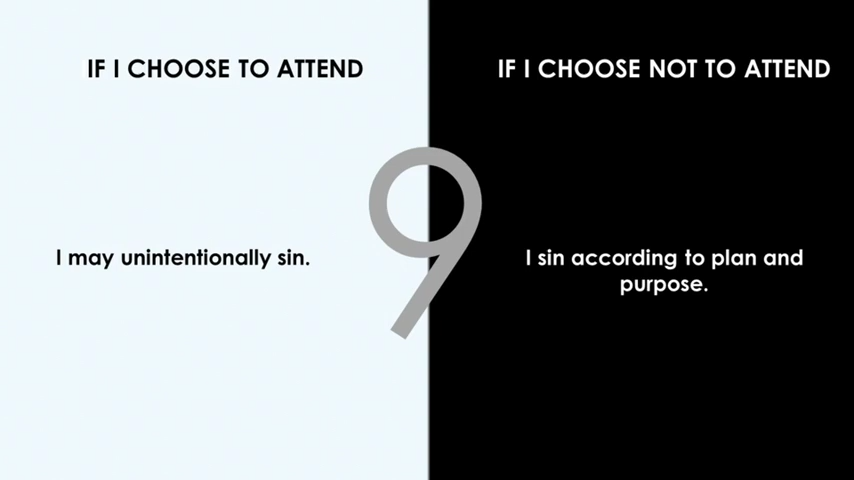 IF I CHOOSE TO ATTEND
I may unintentionally sin.
9
IF I CHOOSE NOT TO ATTEND
I sin according to plan and
purpose.